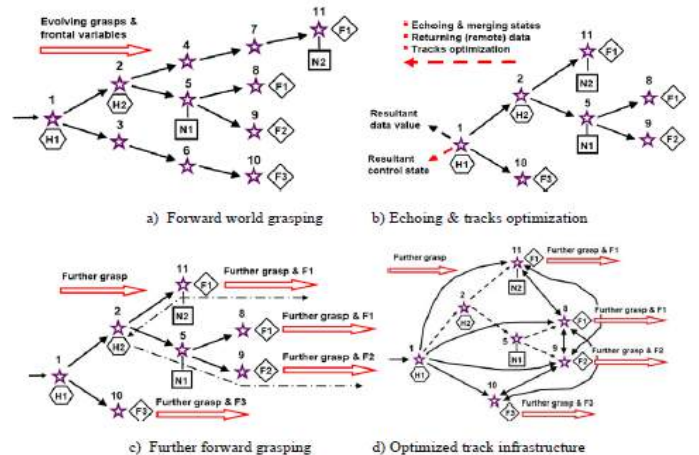 Evolving grasps &
frontal variables
1
H1
2
H2
3
4
5
N1
6
7
8
F1
9
F2
10
F3
11
F1
N2
a) Forward world grasping
* Echoing & merging states
* Returning (remote) data
* Tracks optimization
Resultant
data value
Resultant
control state
1
H1
2
H2
11
F1
N2
5
N1
8
F1
9
F2
10
F3
b) Echoing & tracks optimization
Further grasp
Further grasp & F1
11
F1
N2
2
H2
Further grasp & F1
8
F1
5
N1
Further grasp & F2
9
F2
1
H1
10
F3
Further grasp & F3
c) Further forward grasping
Further grasp
11
F1
Further grasp & F1
N2
2
H2
Further grasp & F1
8
F1
5
N1
Further grasp & F2
9
F2
1
H1
10
F3
Further grasp & F3
d) Optimized track infrastructure